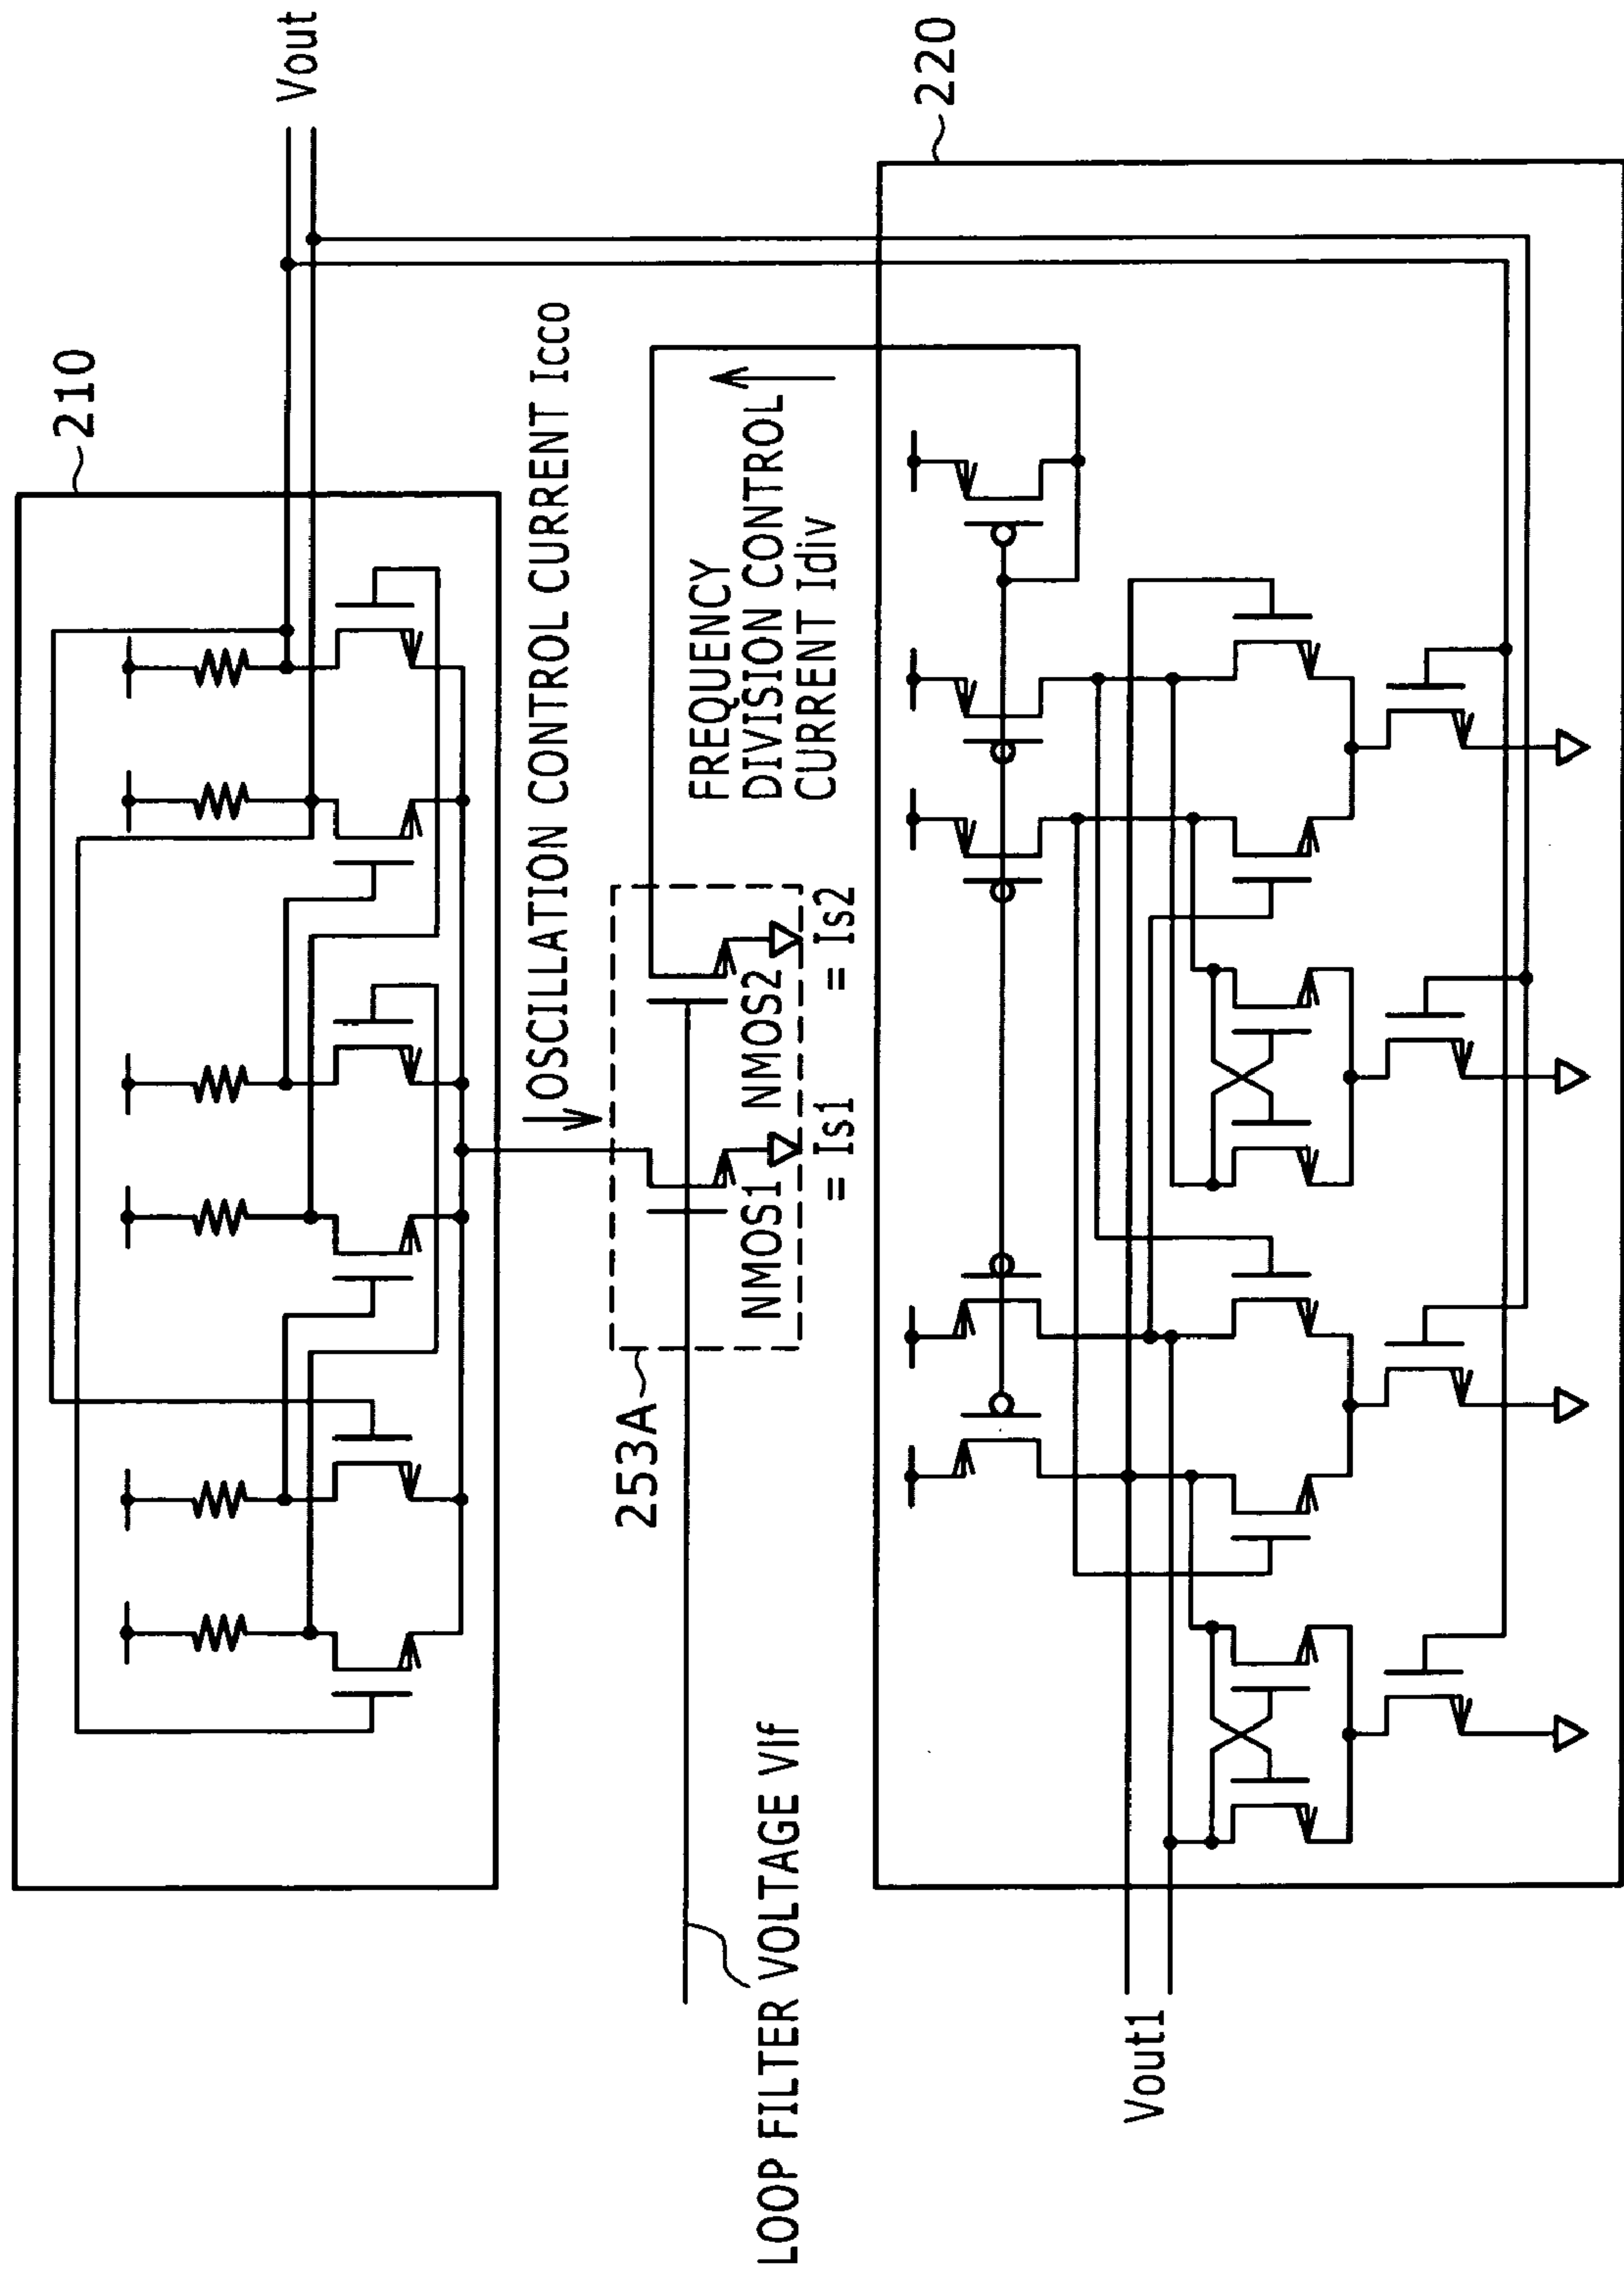 210
Vout
OSCILLATION CONTROL CURRENT ICCO
FREQUENCY
DIVISION CONTROL
CURRENT Idiv
253A
NMOS1 NMOS2
= Is1 = Is2
LOOP FILTER VOLTAGE Vlf
220
Vout1